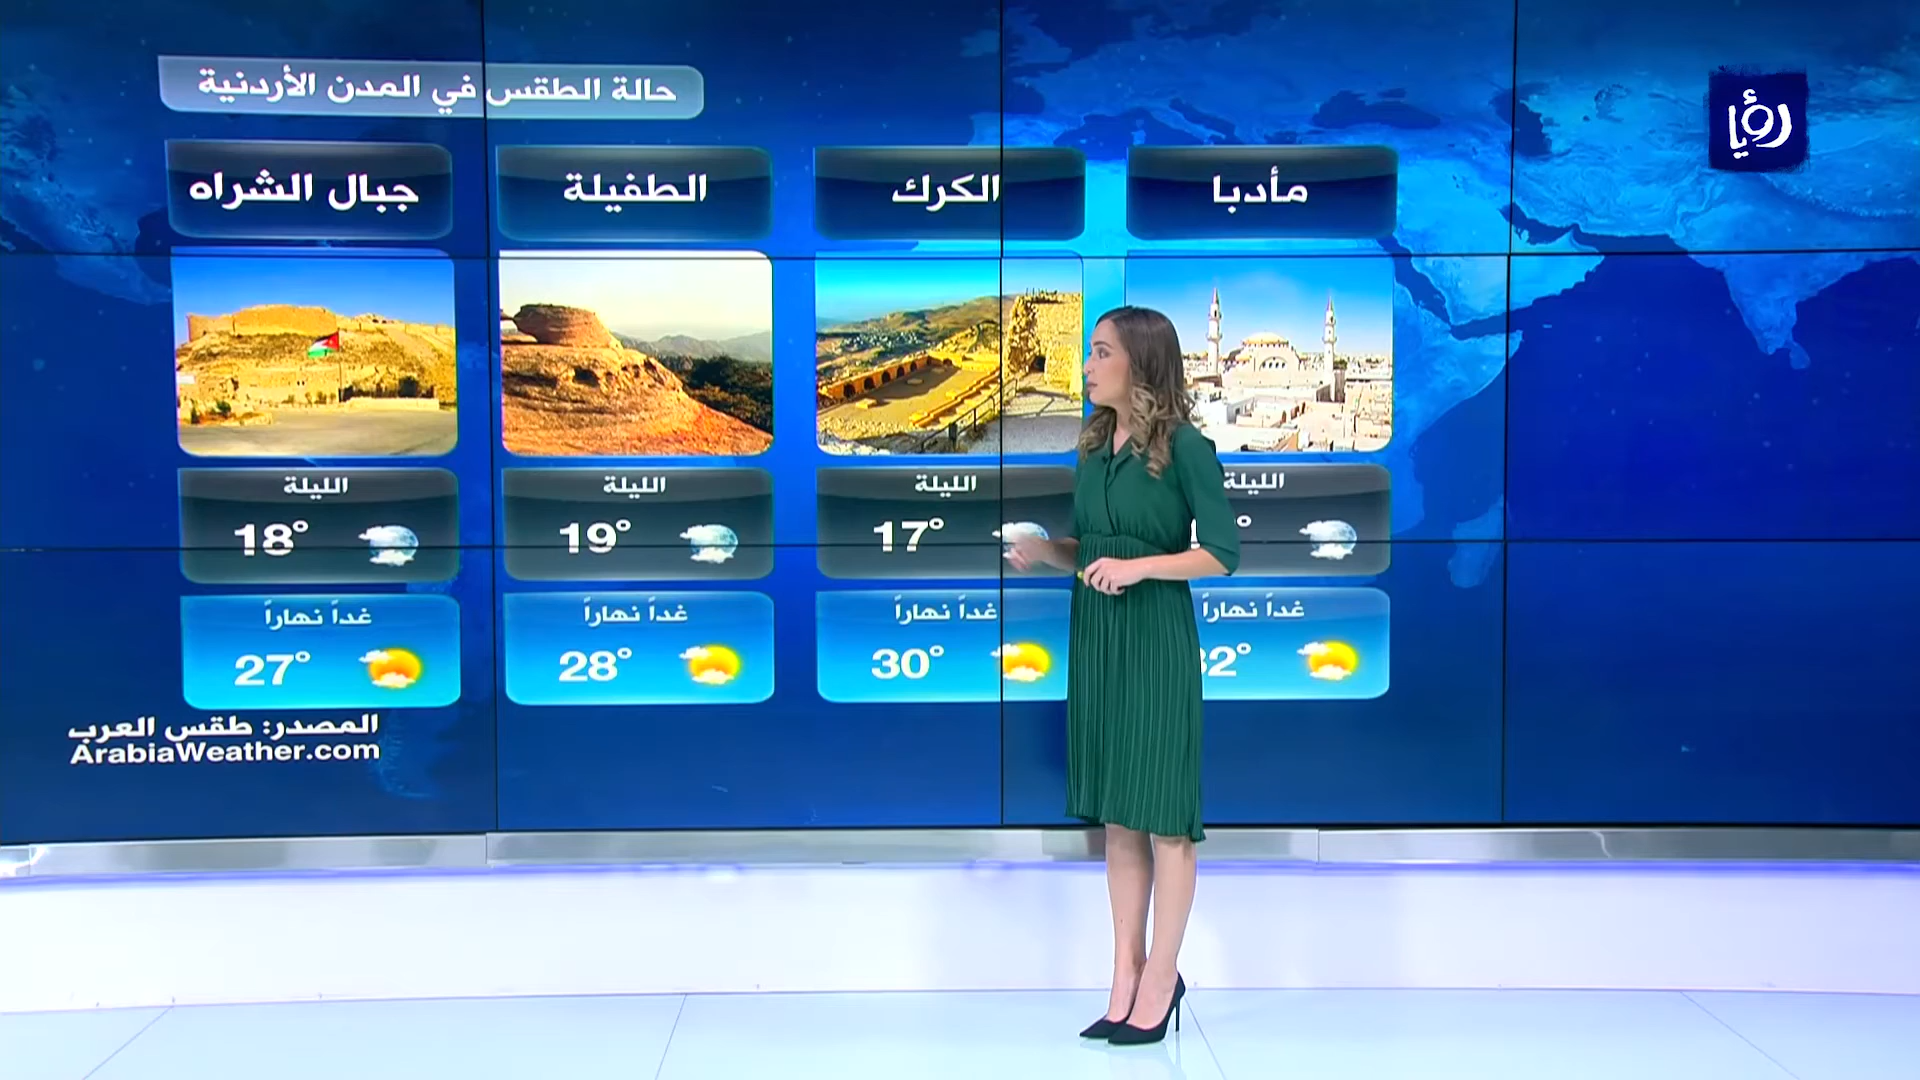 رؤيا
حالة الطقس في المدن الأردنية
مأدبا
الكرك
الطفيلة
جبال الشراه
الليلة
الليلة
17°
الليلة
19°
الليلة
18°
غداً نهاراً
غداً نهاراً
30°
غداً نهاراً
28°
غداً نهاراً
27°
المصدر: طقس العرب
ArabiaWeather.com